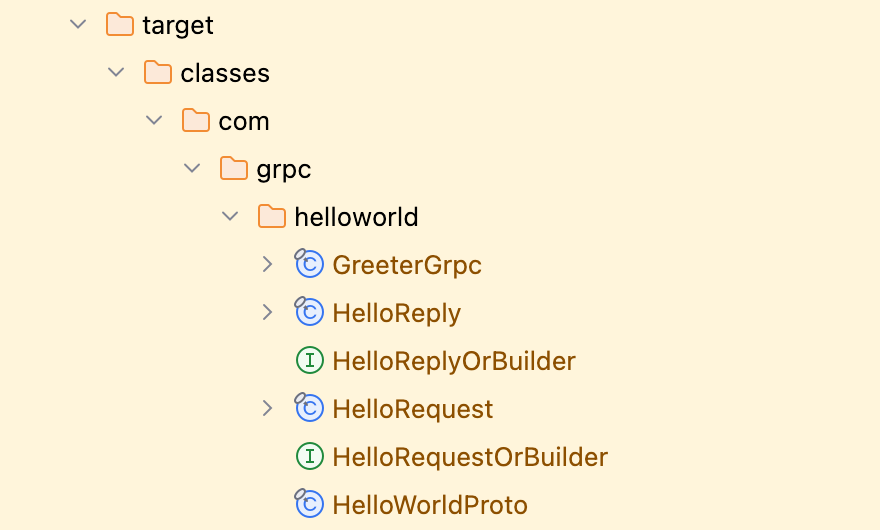 target
classes
com
grpc
helloworld
C GreeterGrpc
C HelloReply
I HelloReplyOrBuilder
C HelloRequest
I HelloRequestOrBuilder
C HelloWorldProto